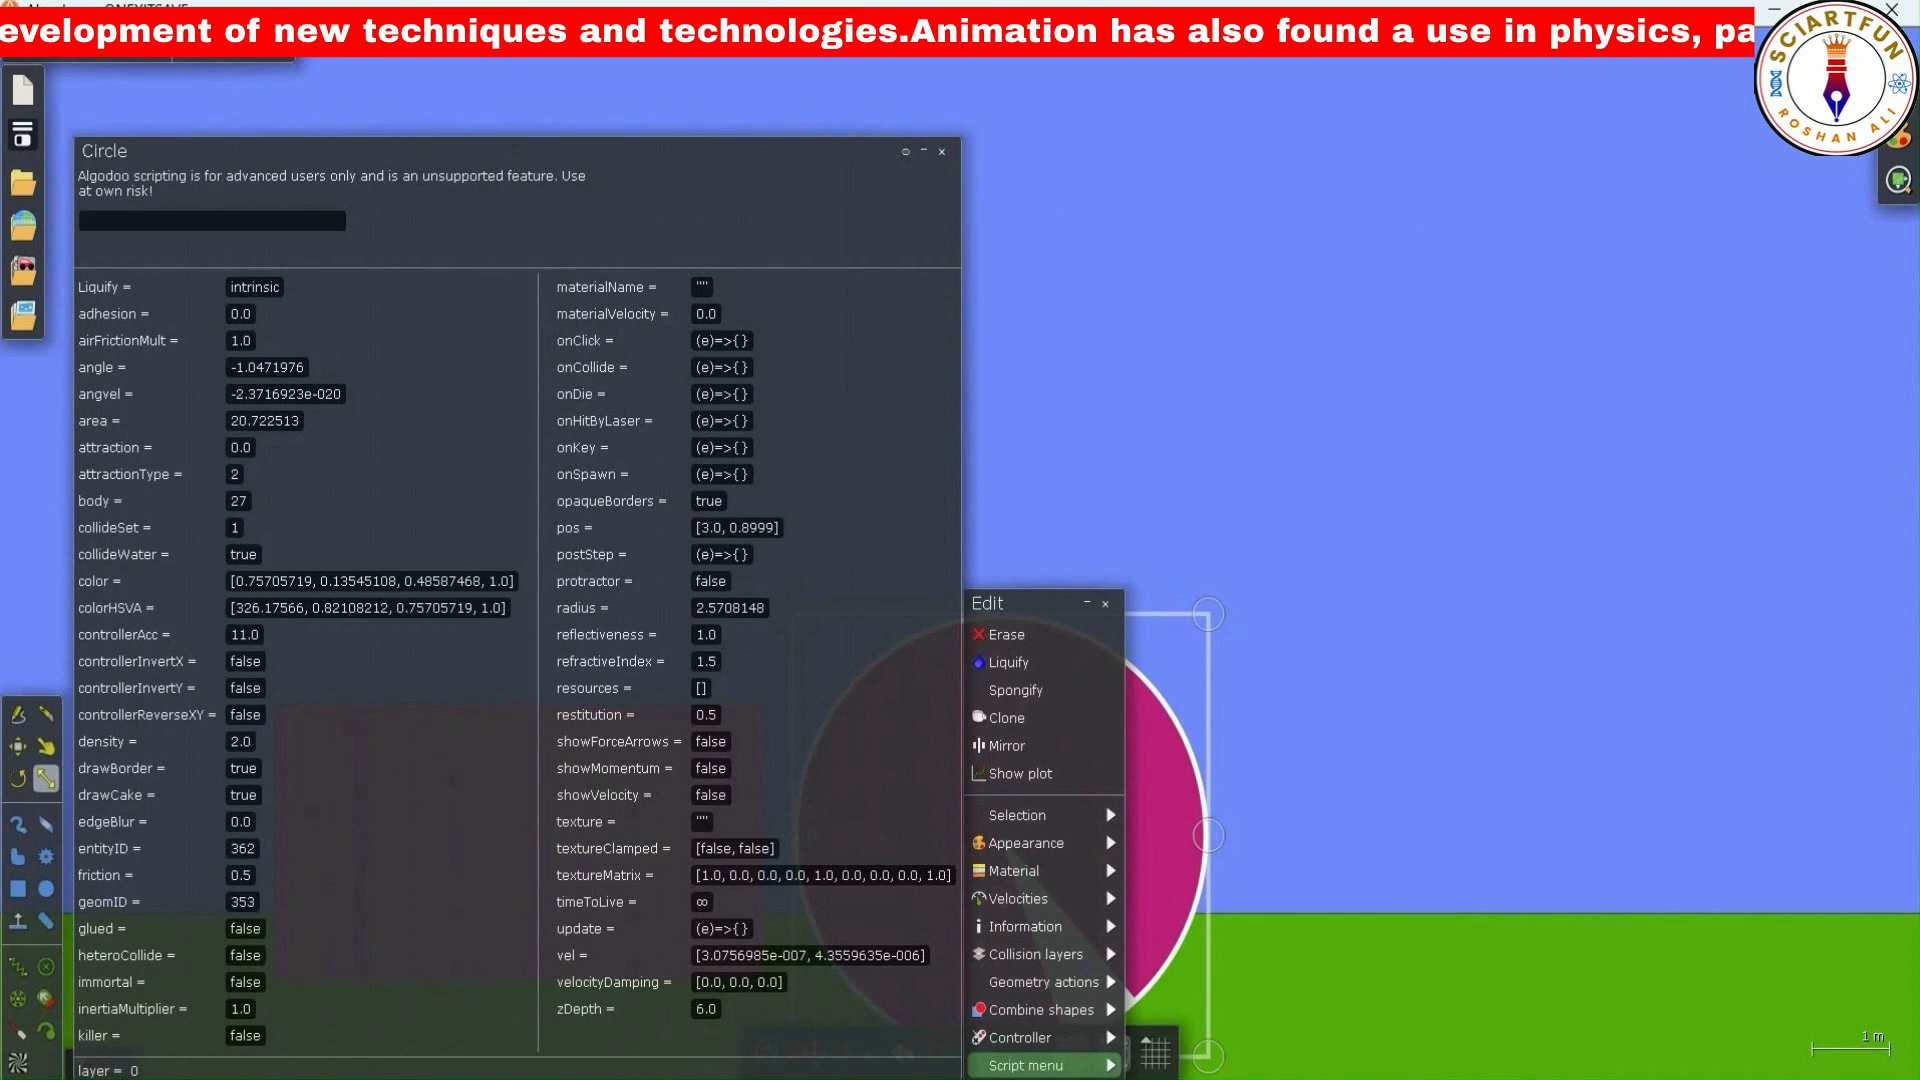 evelopment of new techniques and technologies.Animation has also found a use in physics, pa
SCIARTFUN
ROSHAN ALI
Circle
Algodoo scripting is for advanced users only and is an unsupported feature. Use
at own risk!
Liquify = intrinsic
adhesion = 0.0
airFrictionMult = 1.0
angle = -1.0471976
angvel = -2.3716923e-020
area = 20.722513
attraction = 0.0
attractionType = 2
body = 27
collideSet = 1
collideWater = true
color = [0.75705719, 0.13545108, 0.48587468, 1.0]
colorHSVA = [326.17566, 0.82108212, 0.75705719, 1.0]
controllerAcc = 11.0
controllerInvertX = false
controllerInvertY = false
controllerReverseXY = false
density = 2.0
drawBorder = true
drawCake = true
edgeBlur = 0.0
entityID = 362
friction = 0.5
geomID = 353
glued = false
heteroCollide = false
immortal = false
inertiaMultiplier = 1.0
killer = false
layer = 0
materialName = ""
materialVelocity = 0.0
onClick = (e)=>{}
onCollide = (e)=>{}
onDie = (e)=>{}
onHitByLaser = (e)=>{}
onKey = (e)=>{}
onSpawn = (e)=>{}
opaqueBorders = true
pos = [3.0, 0.8999]
postStep = (e)=>{}
protractor = false
radius = 2.5708148
reflectiveness = 1.0
refractiveIndex = 1.5
resources = []
restitution = 0.5
showForceArrows = false
showMomentum = false
showVelocity = false
texture = ""
textureClamped = [false, false]
textureMatrix = [1.0, 0.0, 0.0, 0.0, 1.0, 0.0, 0.0, 0.0, 1.0]
timeToLive = ∞
update = (e)=>{}
vel = [3.0756985e-007, 4.3559635e-006]
velocityDamping = [0.0, 0.0, 0.0]
zDepth = 6.0
Edit
Erase
Liquify
Spongify
Clone
Mirror
Show plot
Selection
Appearance
Material
Velocities
Information
Collision layers
Geometry actions
Combine shapes
Controller
Script menu
1 m